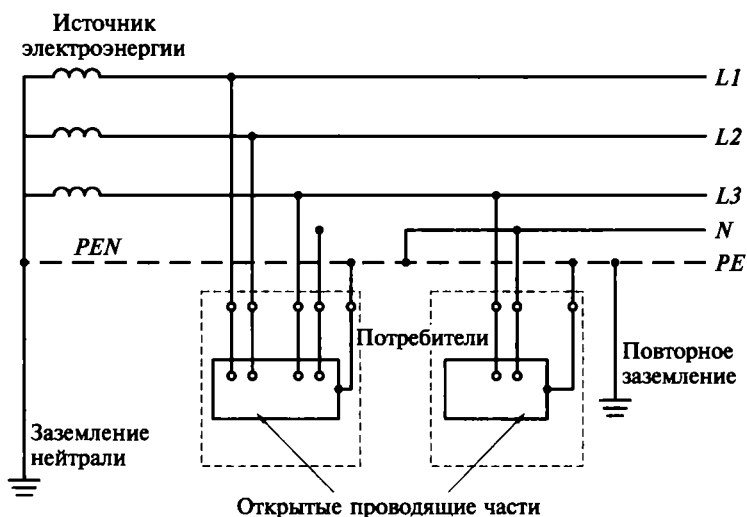 Источник
электроэнергии
L1
L2
L3
N
PEN
PE
Потребители
Повторное
заземление
Заземление
нейтрали
Открытые проводящие части